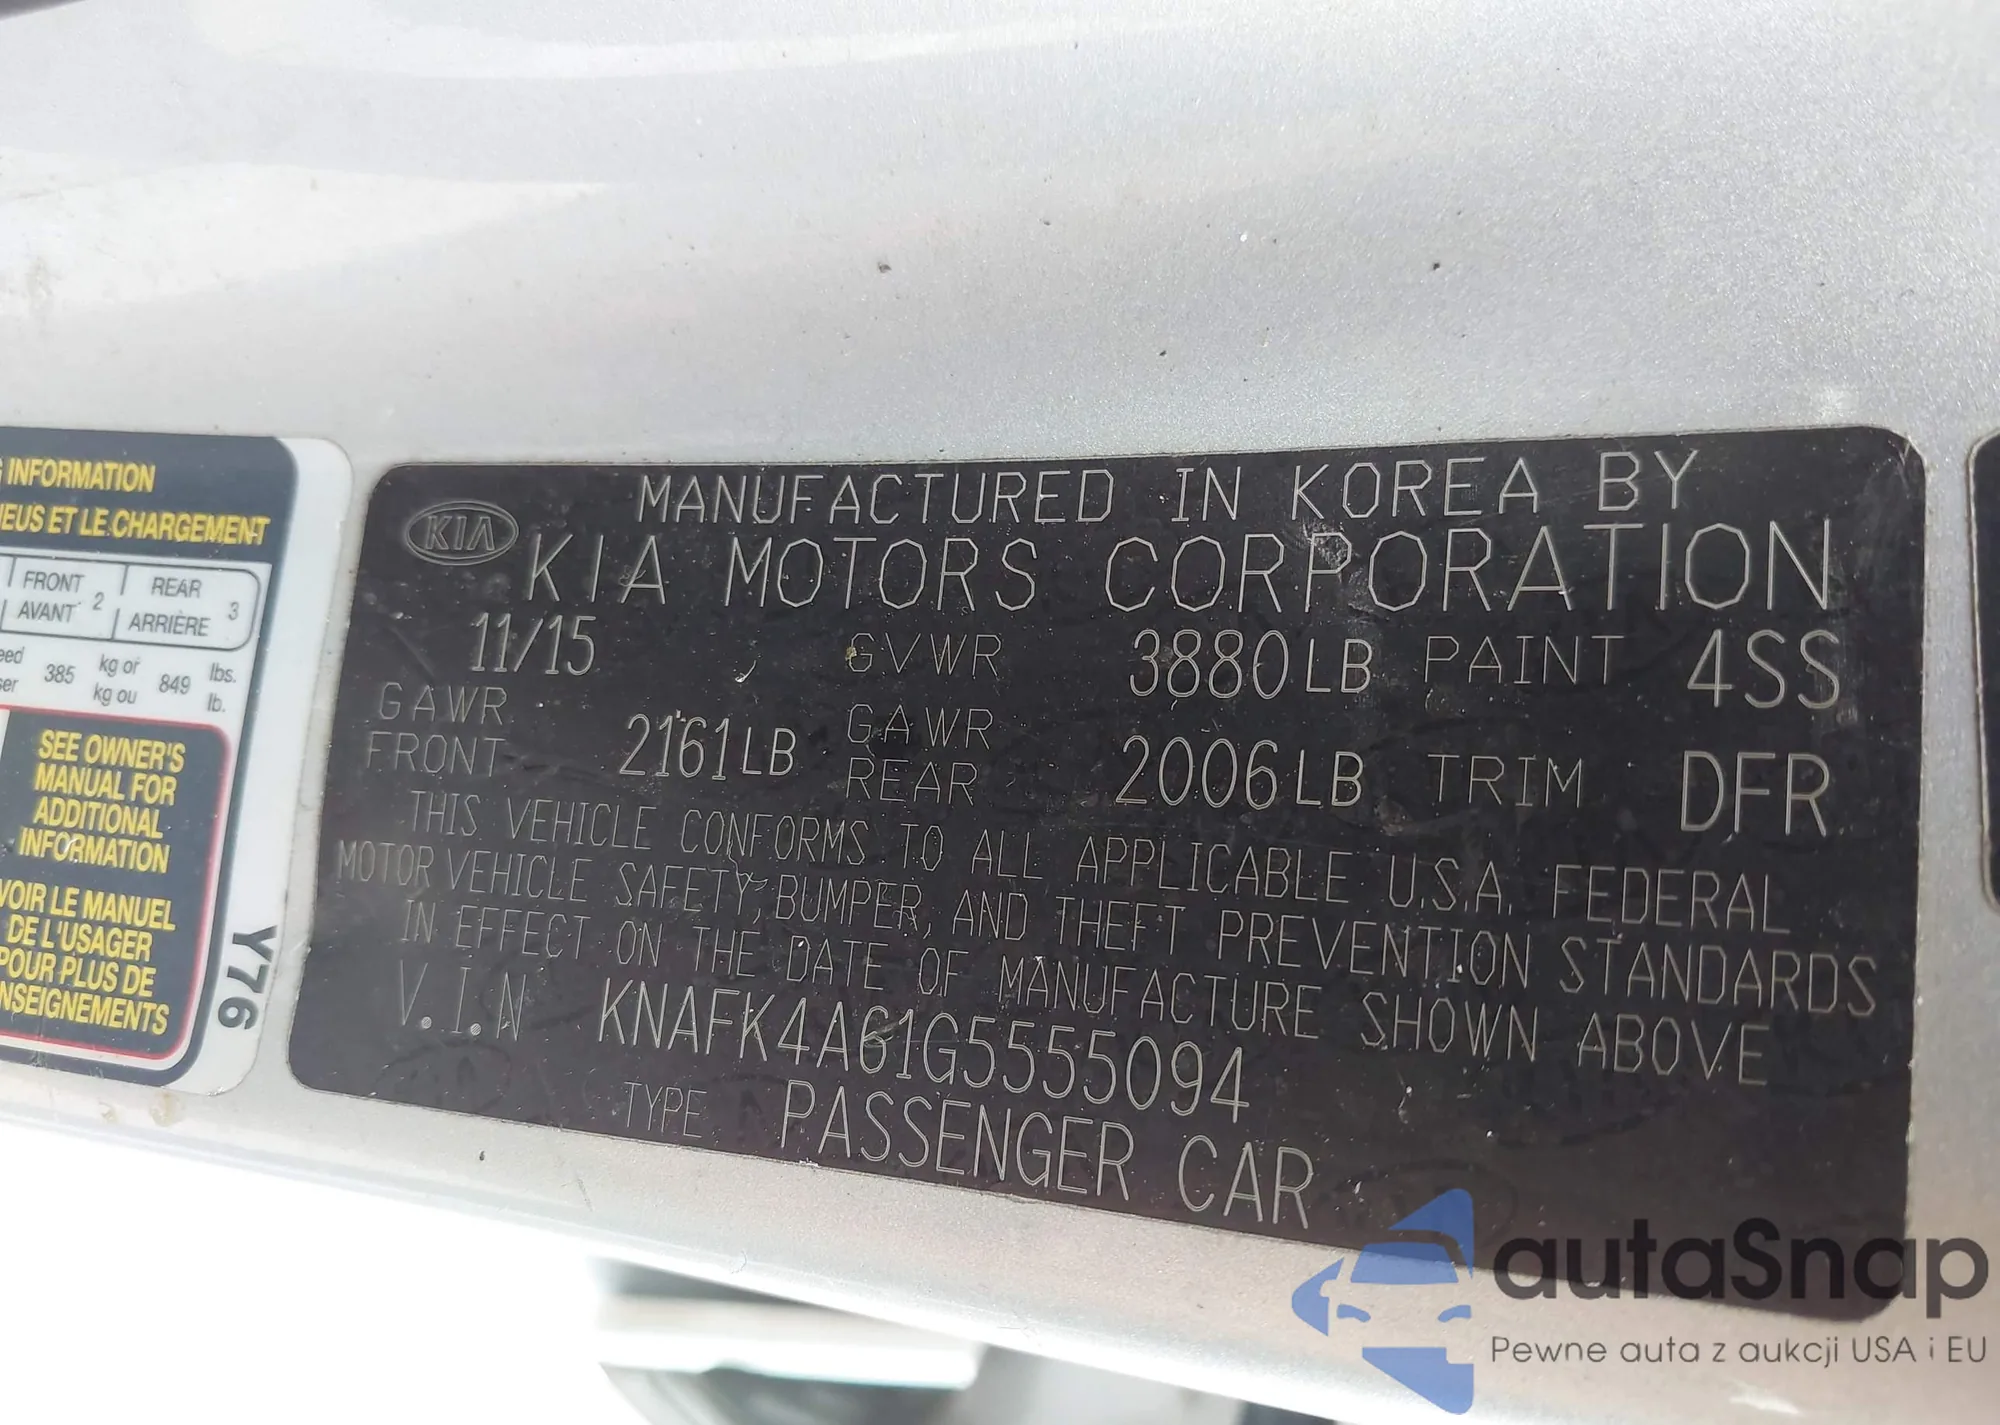 G INFORMATION
NEUS ET LE CHARGEMENT
FRONT 2 REAR 3
AVANT ARRIÈRE
eed 385 kg or 849 lbs.
ser kg ou lb.
SEE OWNER'S
MANUAL FOR
ADDITIONAL
INFORMATION
VOIR LE MANUEL
DE L'USAGER
POUR PLUS DE
NSEIGNEMENTS
Y76
KIA
MANUFACTURED IN KOREA BY
KIA MOTORS CORPORATION
11/15 GVWR 3880LB PAINT 4SS
GAWR FRONT 2161LB GAWR REAR 2006LB TRIM DFR
THIS VEHICLE CONFORMS TO ALL APPLICABLE U.S.A. FEDERAL
MOTOR VEHICLE SAFETY, BUMPER, AND THEFT PREVENTION STANDARDS
IN EFFECT ON THE DATE OF MANUFACTURE SHOWN ABOVE
V.I.N KNAFK4A61G5555094
TYPE PASSENGER CAR
autaSnap
Pewne auta z aukcji USA i EU